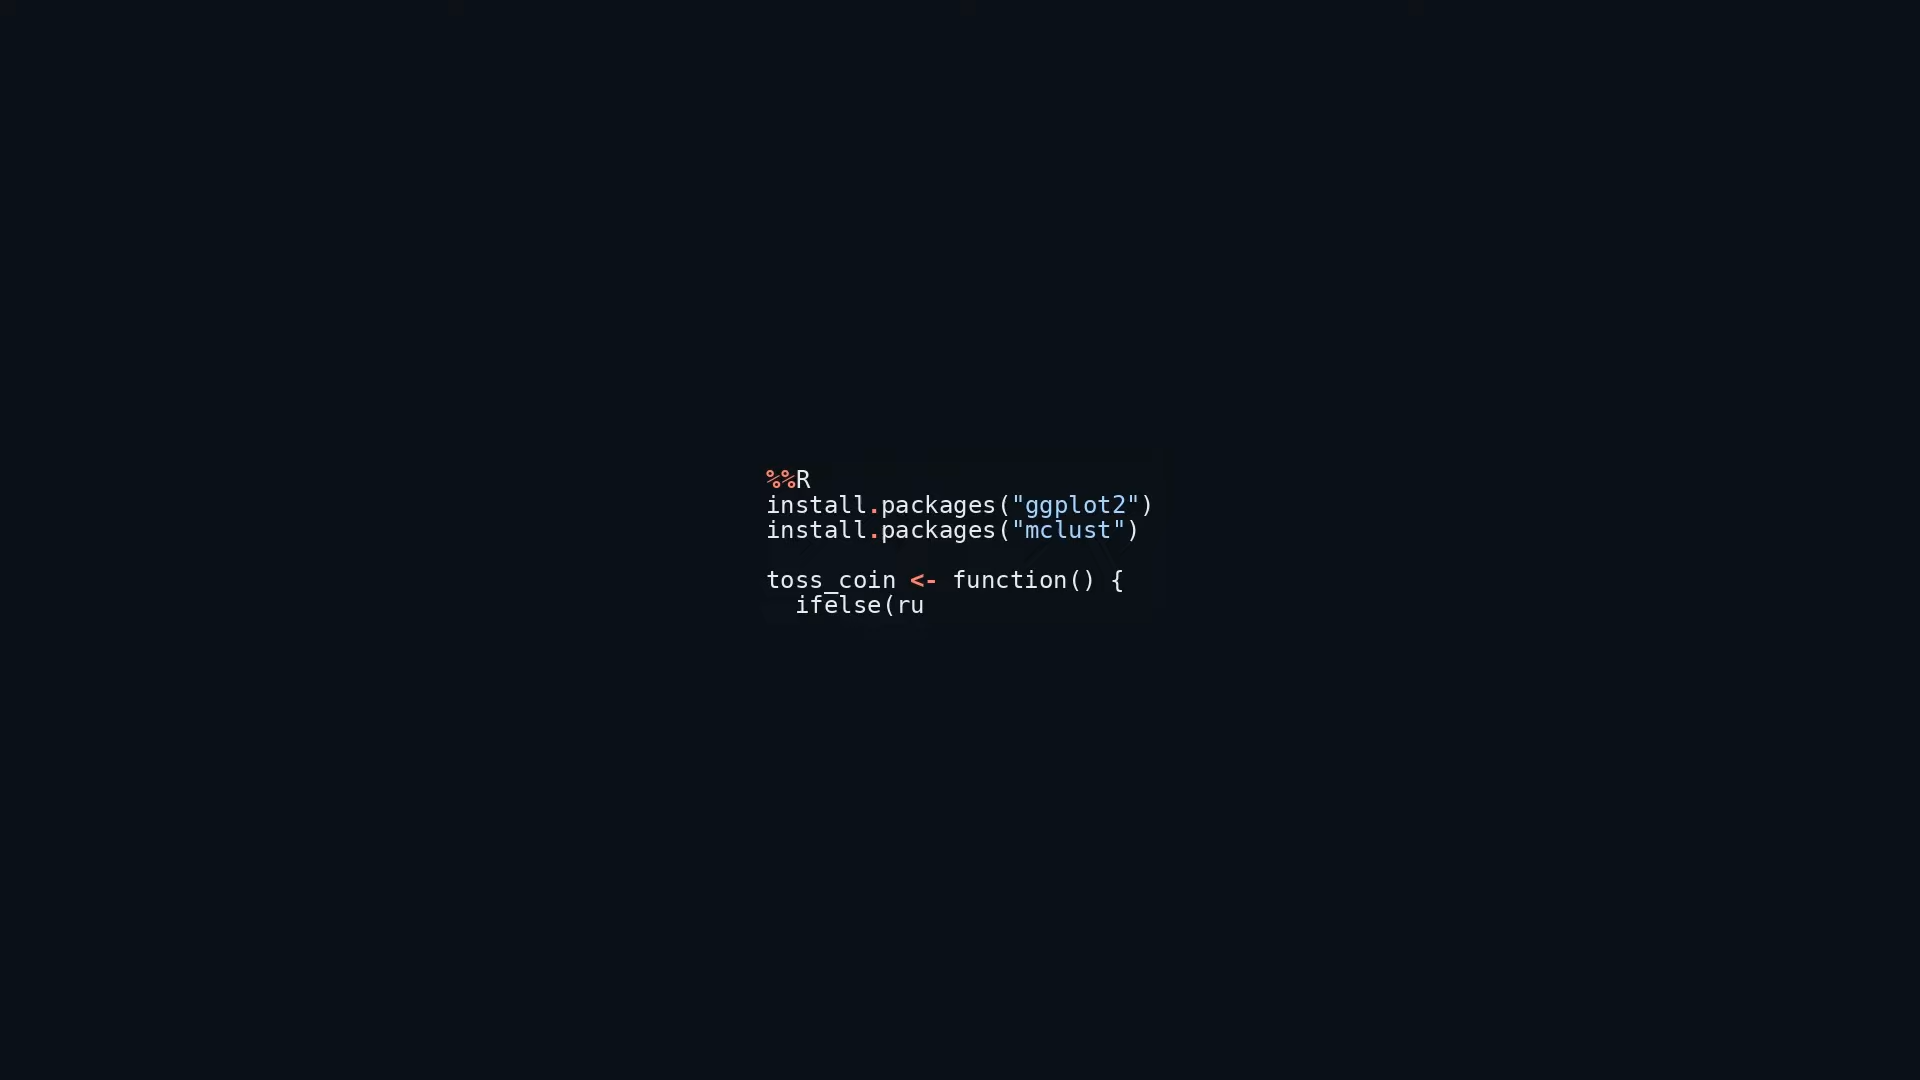 %%R
install.packages("ggplot2")
install.packages("mclust")

toss_coin <- function() {
  ifelse(ru